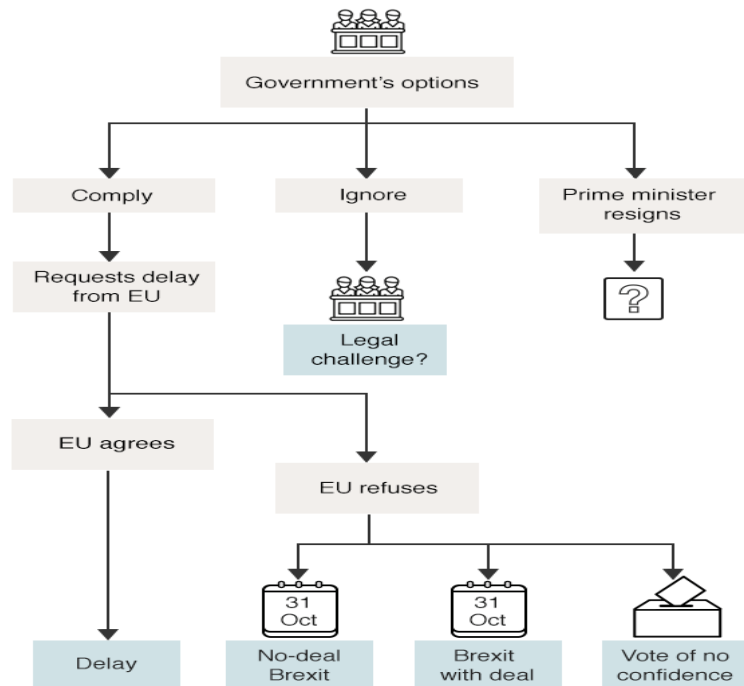 Government's options
Comply
Ignore
Prime minister
resigns
Requests delay
from EU
?
Legal
challenge?
EU agrees
EU refuses
31
Oct
31
Oct
Delay
No-deal
Brexit
Brexit
with deal
Vote of no
confidence